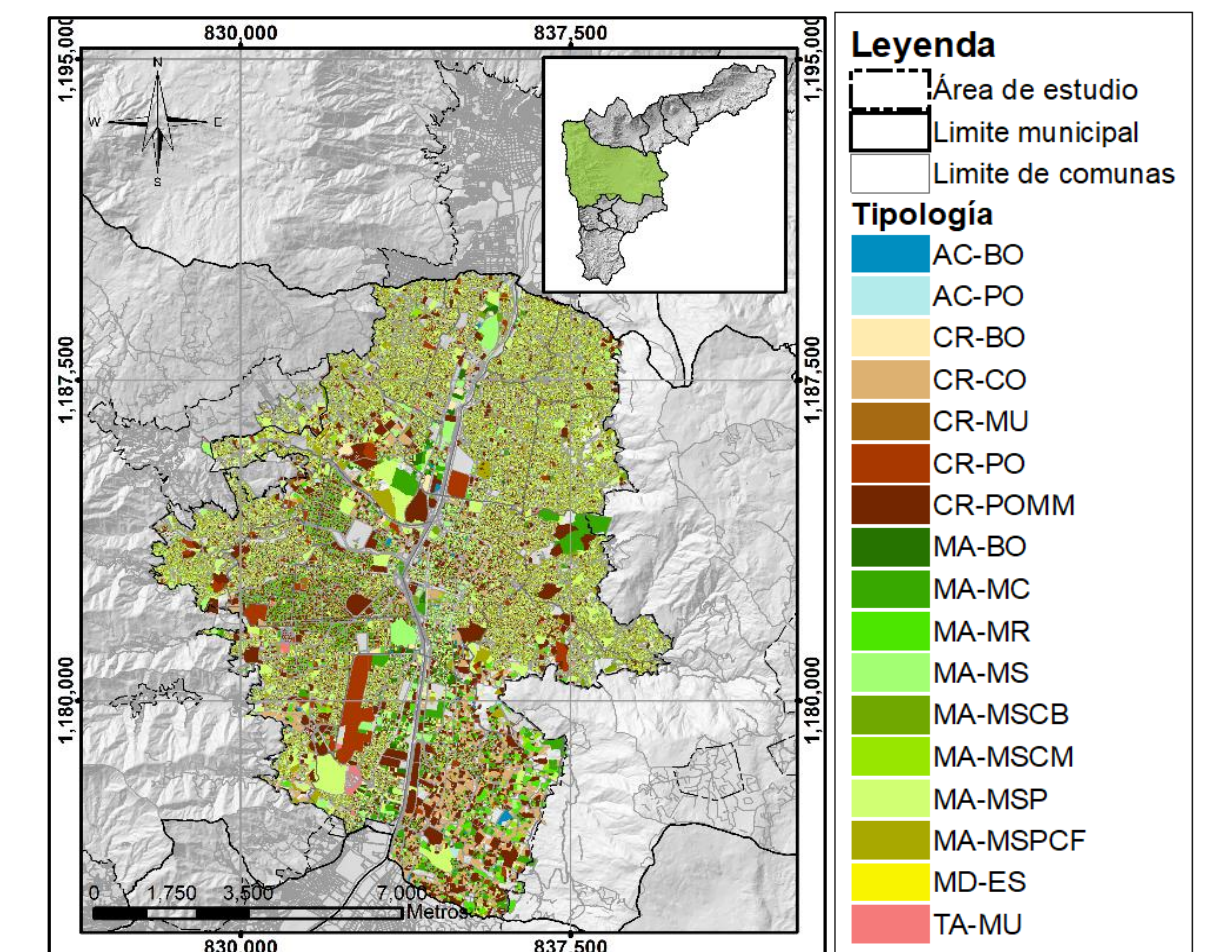 830,000 837,500
1,195,000 1,195,000
N
W E
S
1,187,500 1,187,500
1,180,000 1,180,000
0 1,750 3,500 7,000
Metros
830,000 837,500
Leyenda
Área de estudio
Limite municipal
Limite de comunas
Tipología
AC-BO
AC-PO
CR-BO
CR-CO
CR-MU
CR-PO
CR-POMM
MA-BO
MA-MC
MA-MR
MA-MS
MA-MSCB
MA-MSCM
MA-MSP
MA-MSPCF
MD-ES
TA-MU